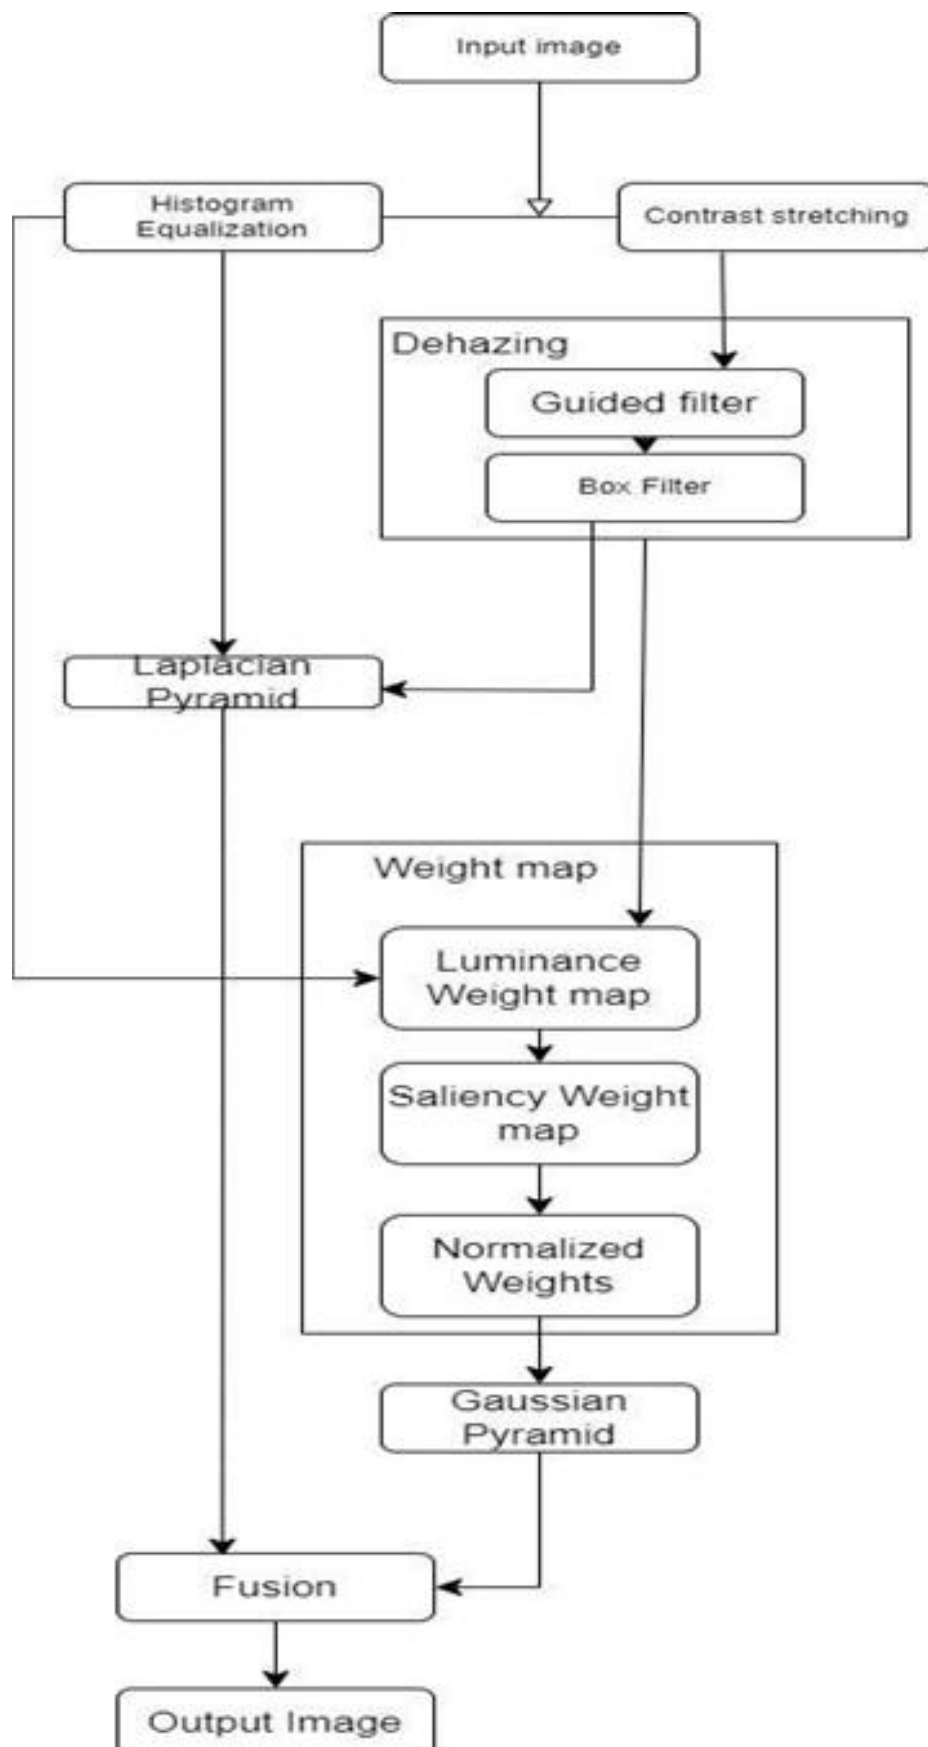 Input image
Histogram
Equalization
Contrast stretching
Dehazing
Guided filter
Box Filter
Laplacian
Pyramid
Weight map
Luminance
Weight map
Saliency Weight
map
Normalized
Weights
Gaussian
Pyramid
Fusion
Output Image